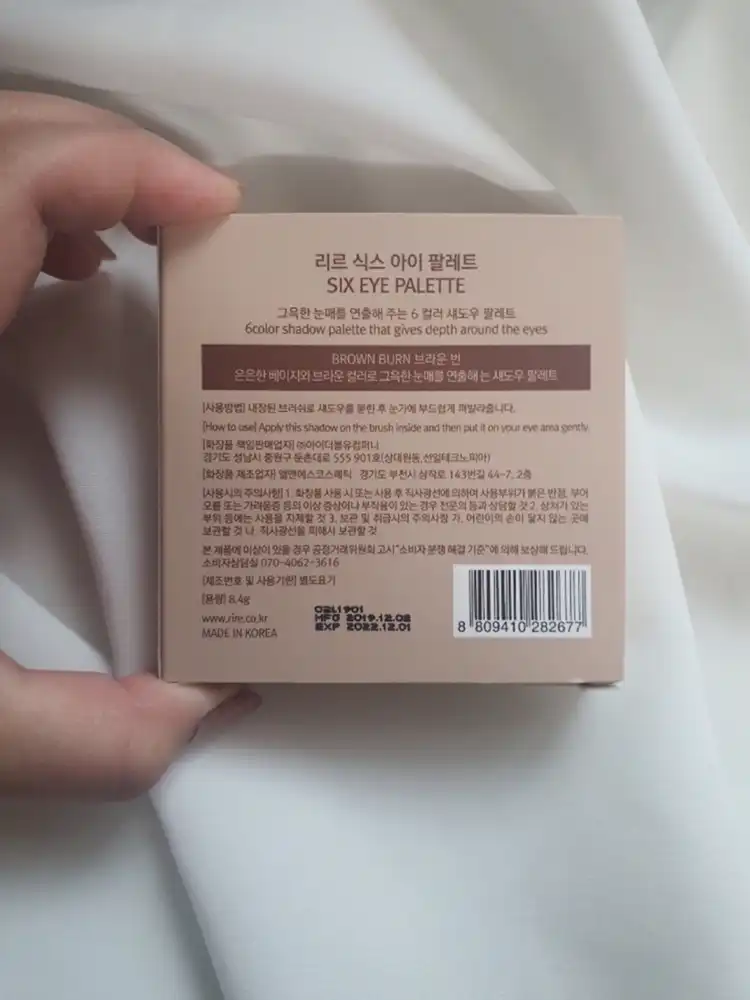 리르 식스 아이 팔레트
SIX EYE PALETTE
그윽한 눈매를 연출해 주는 6 컬러 섀도우 팔레트
6color shadow palette that gives depth around the eyes
BROWN BURN 브라운 번
은은한 베이지와 브라운 컬러로 그윽한 눈매를 연출해 는 섀도우 팔레트
[사용방법] 내장된 브러쉬로 섀도우를 묻힌 후 눈가에 부드럽게 펴발라줍니다.
[How to use] Apply this shadow on the brush inside and then put it on your eye area gently.
[화장품 책임판매업자] ㈜아이더블유컴퍼니
경기도 성남시 중원구 둔촌대로 555 901호(상대원동,선일테크노피아)
[화장품 제조업자] 엘앤에스코스메틱 경기도 부천시 삼작로 143번길 44-7, 2층
[사용시의 주의사항] 1. 화장품 사용 시 또는 사용 후 직사광선에 의하여 사용부위가 붉은 반점, 부어
오름 또는 가려움증 등의 이상 증상이나 부작용이 있는 경우 전문의 등과 상담할 것 2. 상처가 있는
부위 등에는 사용을 자제할 것 3. 보관 및 취급시의 주의사항 가. 어린이의 손이 닿지 않는 곳에
보관할 것 나. 직사광선을 피해서 보관할 것
본 제품에 이상이 있을 경우 공정거래위원회 고시 "소비자 분쟁 해결 기준"에 의해 보상해 드립니다.
소비자상담실 070-4062-3616
[제조번호 및 사용기한] 별도표기
[용량] 8.4g
www.rire.co.kr
MADE IN KOREA
02L1901
MFG 2019.12.02
EXP 2022.12.01
8 809410 282677